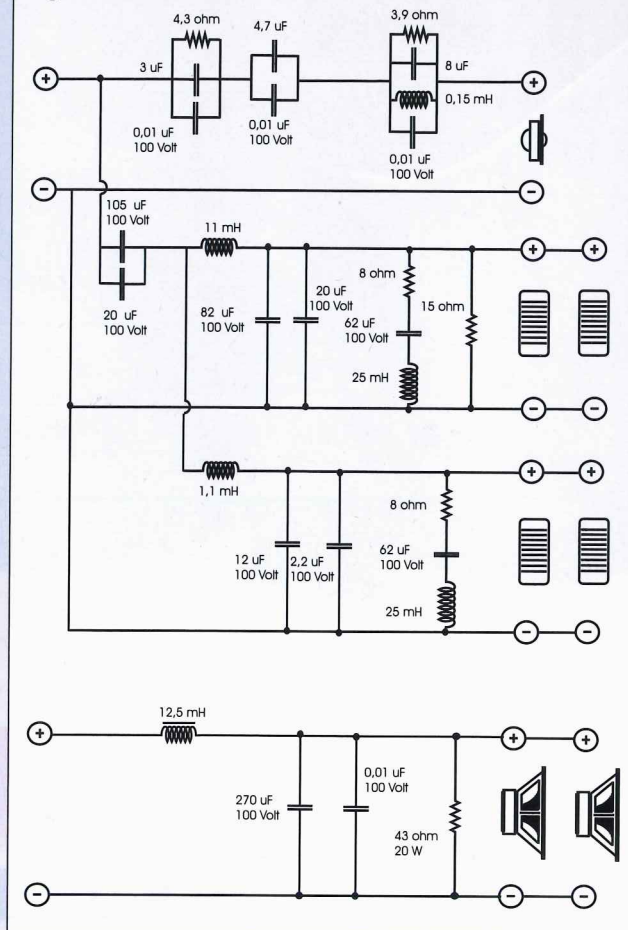 4,3 ohm
3 uF
0,01 uF
100 Volt
4,7 uF
0,01 uF
100 Volt
3,9 ohm
8 uF
0,15 mH
0,01 uF
100 Volt
+
+
-
-
105 uF
100 Volt
20 uF
100 Volt
11 mH
82 uF
100 Volt
20 uF
100 Volt
8 ohm
62 uF
100 Volt
25 mH
15 ohm
+
+
-
-
1,1 mH
12 uF
100 Volt
2,2 uF
100 Volt
8 ohm
62 uF
100 Volt
25 mH
+
+
-
-
12,5 mH
270 uF
100 Volt
0,01 uF
100 Volt
43 ohm
20 W
+
+
+
-
-
-